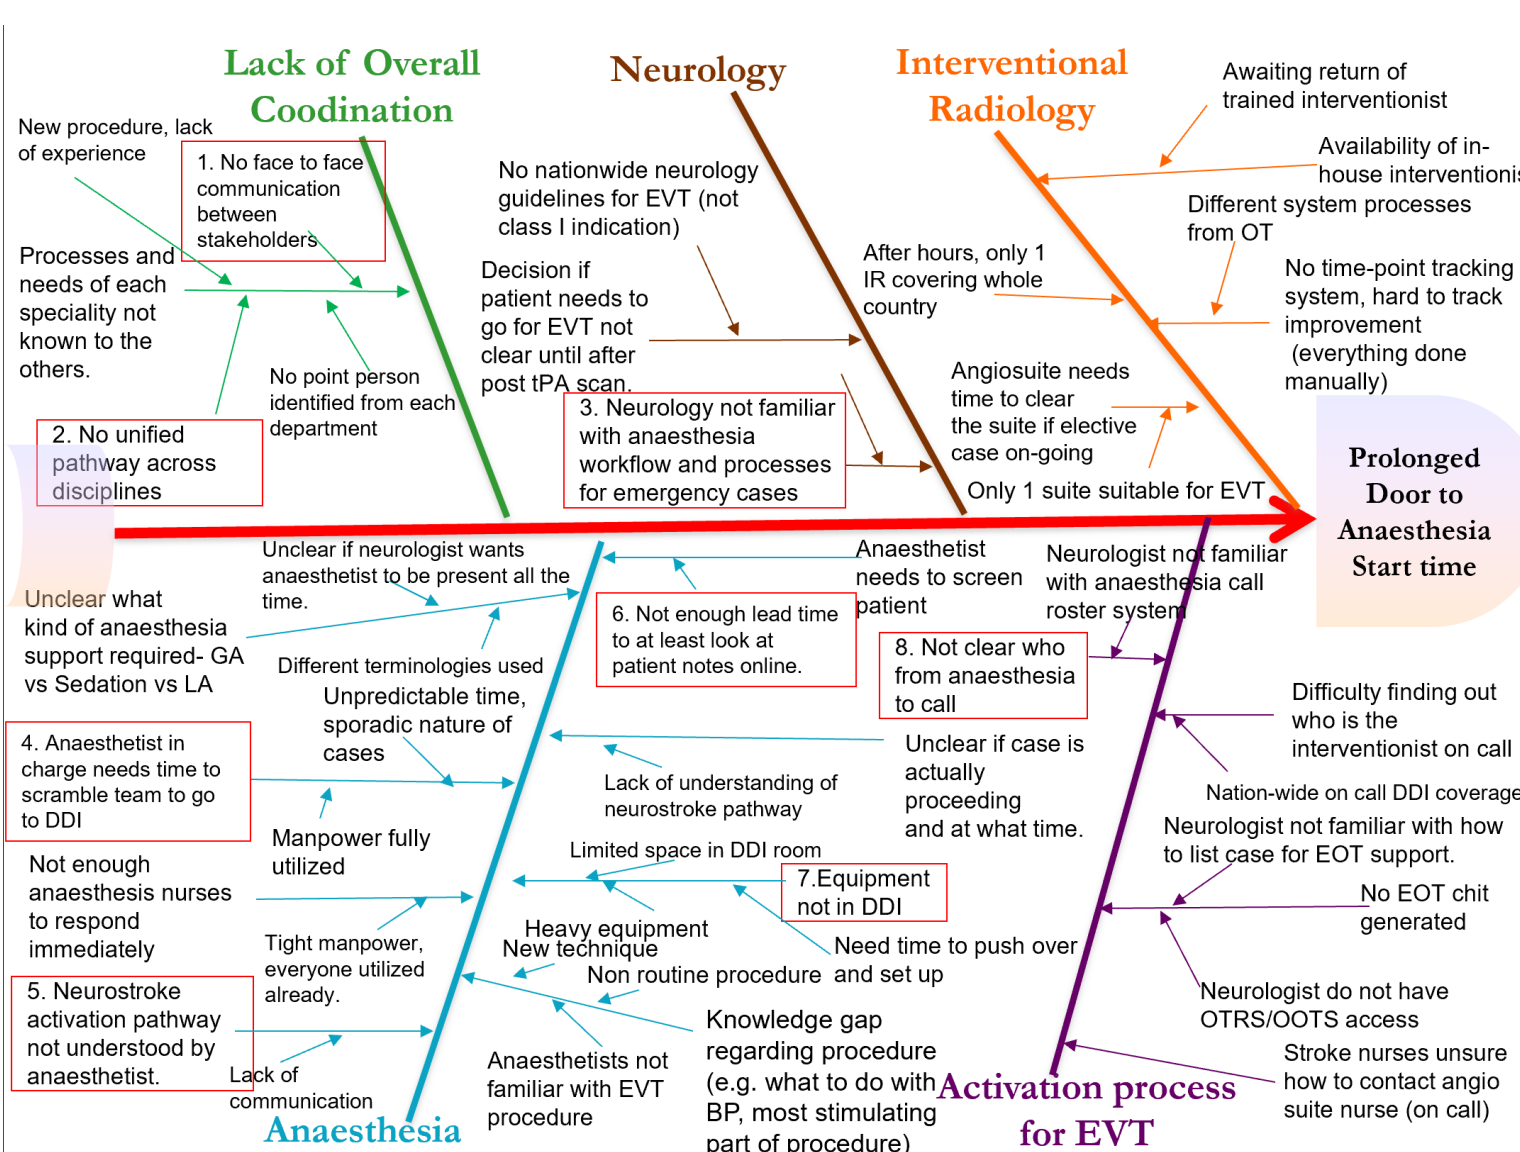 Lack of Overall
Coodination
New procedure, lack
of experience
1. No face to face
communication
between
stakeholders
Processes and
needs of each
speciality not
known to the
others.
No point person
identified from each
department
2. No unified
pathway across
disciplines
Neurology
No nationwide neurology
guidelines for EVT (not
class I indication)
Decision if
patient needs to
go for EVT not
clear until after
post tPA scan.
3. Neurology not familiar
with anaesthesia
workflow and processes
for emergency cases
Interventional
Radiology
Awaiting return of
trained interventionist
Availability of in-
house interventionis
Different system processes
from OT
After hours, only 1
IR covering whole
country
No time-point tracking
system, hard to track
improvement
(everything done
manually)
Angiosuite needs
time to clear
the suite if elective
case on-going
Only 1 suite suitable for EVT
Prolonged
Door to
Anaesthesia
Start time
Unclear if neurologist wants
anaesthetist to be present all the
time.
Unclear what
kind of anaesthesia
support required- GA
vs Sedation vs LA
Different terminologies used
Unpredictable time,
sporadic nature of
cases
4. Anaesthetist in
charge needs time to
scramble team to go
to DDI
Manpower fully
utilized
Not enough
anaesthesis nurses
to respond
immediately
Tight manpower,
everyone utilized
already.
5. Neurostroke
activation pathway
not understood by
anaesthetist.
Lack of
communication
Anaesthesia
Anaesthetist
needs to screen
patient
6. Not enough lead time
to at least look at
patient notes online.
Unclear if case is
actually
proceeding
and at what time.
Lack of understanding of
neurostroke pathway
Limited space in DDI room
7.Equipment
not in DDI
Heavy equipment
New technique
Need time to push over
and set up
Non routine procedure
Knowledge gap
regarding procedure
(e.g. what to do with
BP, most stimulating
part of procedure)
Anaesthetists not
familiar with EVT
procedure
Neurologist not familiar
with anaesthesia call
roster system
8. Not clear who
from anaesthesia
to call
Difficulty finding out
who is the
interventionist on call
Nation-wide on call DDI coverage
Neurologist not familiar with how
to list case for EOT support.
No EOT chit
generated
Neurologist do not have
OTRS/OOTS access
Stroke nurses unsure
how to contact angio
suite nurse (on call)
Activation process
for EVT